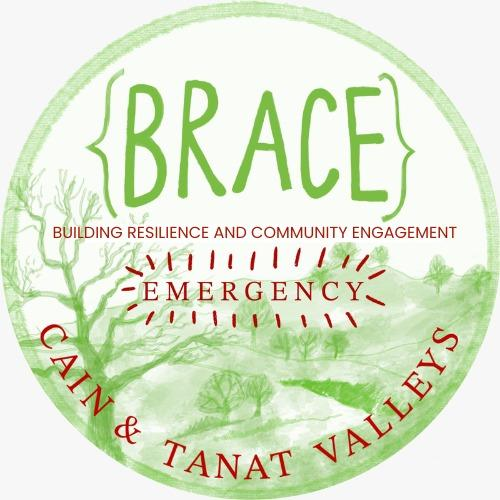 {BRACE}
BUILDING RESILIENCE AND COMMUNITY ENGAGEMENT
EMERGENCY
CAIN & TANAT VALLEYS